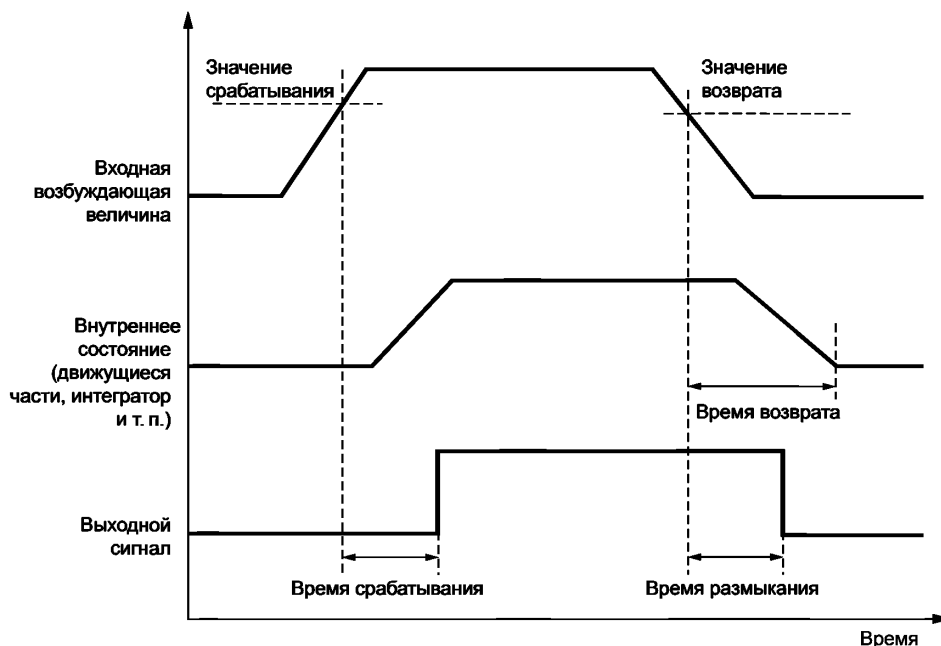 Значение
срабатывания
Значение
возврата
Входная
возбуждающая
величина
Внутреннее
состояние
(движущиеся
части, интегратор
и т. п.)
Время возврата
Выходной
сигнал
Время срабатывания
Время размыкания
Время